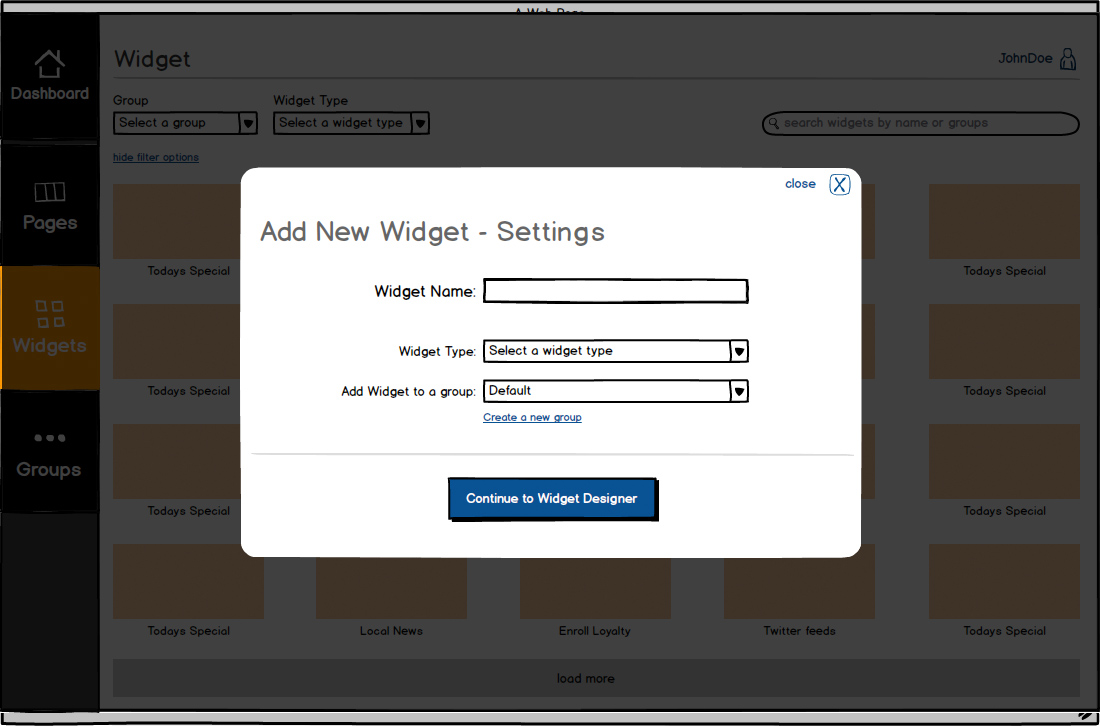 A Web Page
Dashboard
Pages
Widgets
Groups
Widget
JohnDoe
Group
Widget Type
Select a group
Select a widget type
search widgets by name or groups
hide filter options
close X
Add New Widget - Settings
Widget Name:
Widget Type: Select a widget type
Add Widget to a group: Default
Create a new group
Continue to Widget Designer
Todays Special
Todays Special
Todays Special
Todays Special
Todays Special
Todays Special
Todays Special
Local News
Enroll Loyalty
Twitter feeds
Todays Special
load more